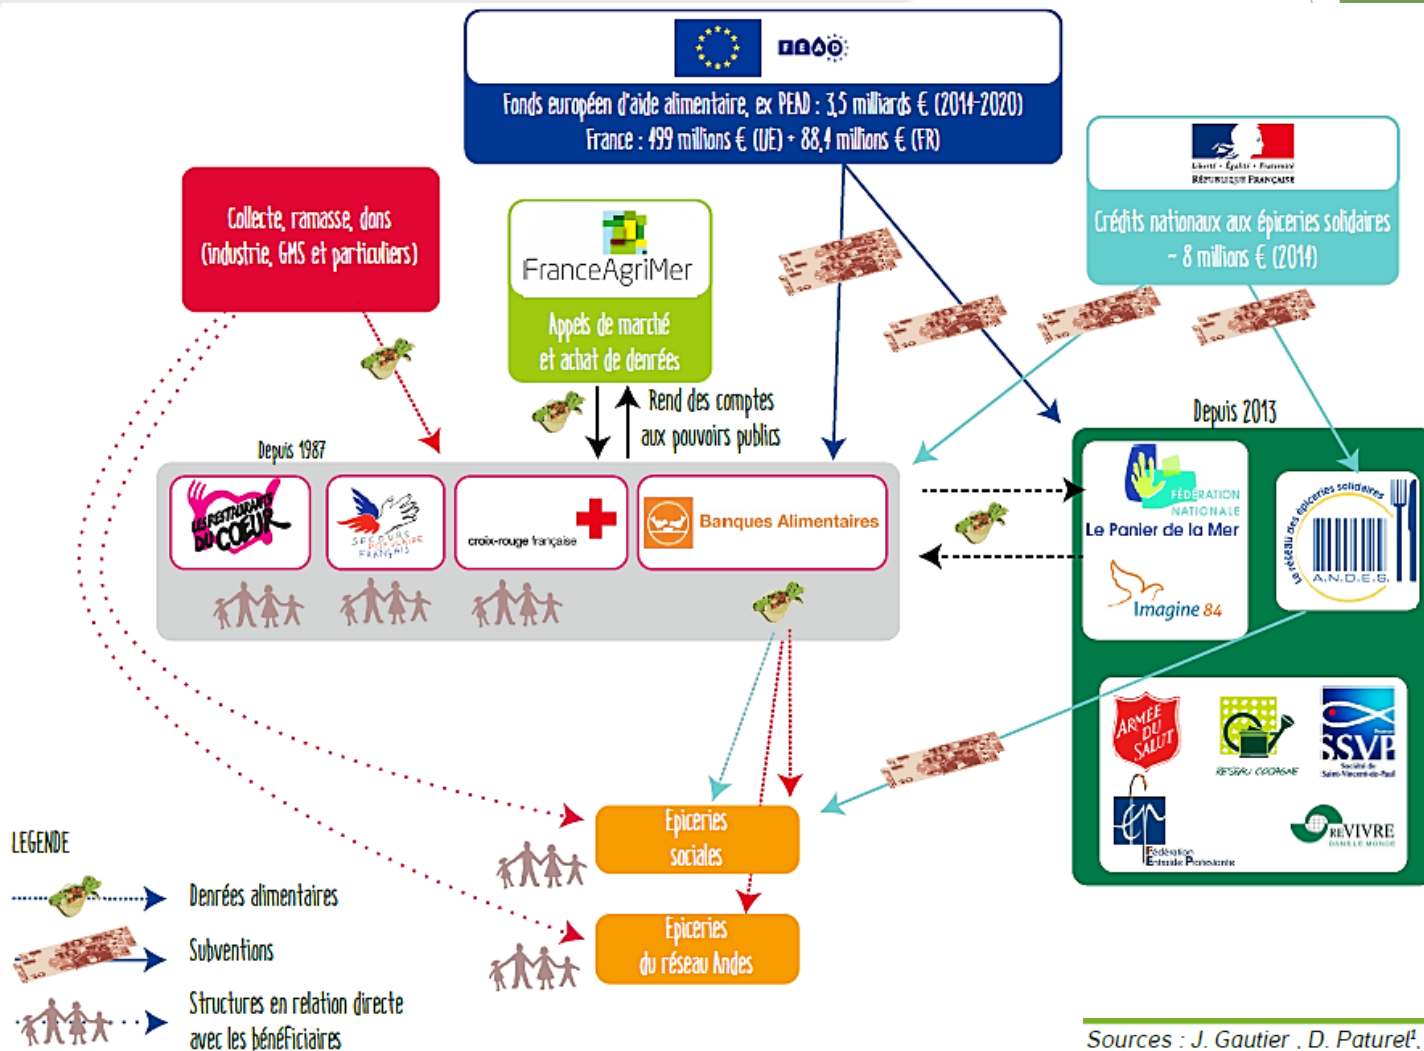 FEAD
Fonds européen d'aide alimentaire, ex PEAD : 3,5 milliards € (2014-2020)
France : 499 millions € (UE) + 88,4 millions € (FR)
Liberté • Égalité • Fraternité
RÉPUBLIQUE FRANÇAISE
Crédits nationaux aux épiceries solidaires
~ 8 millions € (2014)
Collecte, ramasse, dons
(industrie, GMS et particuliers)
FranceAgriMer
Appels de marché
et achat de denrées
Rend des comptes
aux pouvoirs publics
Depuis 1987
Depuis 2013
LES RESTAURANTS
DU COEUR
SECOURS
POPULAIRE
FRANÇAIS
croix-rouge française
Banques Alimentaires
FÉDÉRATION
NATIONALE
Le Panier de la Mer
Imagine 84
Le réseau des épiceries solidaires
A.N.D.E.S.
ARMÉE
DU
SALUT
RESEAU COCAGNE
SSVP
Société de
Saint-Vincent-de-Paul
Fédération
Entraide Protestante
REVIVRE
DANS LE MONDE
Epiceries
sociales
Epiceries
du réseau Andes
LEGENDE
Denrées alimentaires
Subventions
Structures en relation directe
avec les bénéficiaires
Sources : J. Gautier , D. Paturel¹,